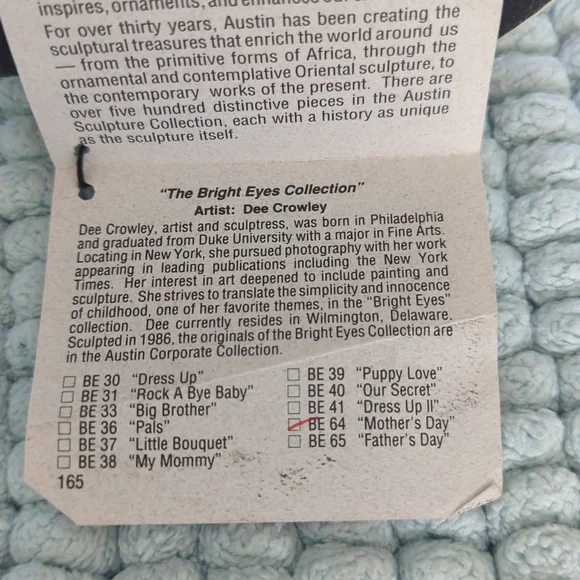 inspires, ornaments, and enhances
For over thirty years, Austin has been creating the
sculptural treasures that enrich the world around us
— from the primitive forms of Africa, through the
ornamental and contemplative Oriental sculpture, to
the contemporary works of the present. There are
over five hundred distinctive pieces in the Austin
Sculpture Collection, each with a history as unique
as the sculpture itself.
"The Bright Eyes Collection"
Artist: Dee Crowley
Dee Crowley, artist and sculptress, was born in Philadelphia
and graduated from Duke University with a major in Fine Arts.
Locating in New York, she pursued photography with her work
appearing in leading publications including the New York
Times. Her interest in art deepened to include painting and
sculpture. She strives to translate the simplicity and innocence
of childhood, one of her favorite themes, in the "Bright Eyes"
collection. Dee currently resides in Wilmington, Delaware.
Sculpted in 1986, the originals of the Bright Eyes Collection are
in the Austin Corporate Collection.
☐ BE 30 "Dress Up"
☐ BE 31 "Rock A Bye Baby"
☐ BE 33 "Big Brother"
☐ BE 36 "Pals"
☐ BE 37 "Little Bouquet"
☐ BE 38 "My Mommy"
☐ BE 39 "Puppy Love"
☐ BE 40 "Our Secret"
☐ BE 41 "Dress Up II"
☐ BE 64 "Mother's Day"
☐ BE 65 "Father's Day"
165